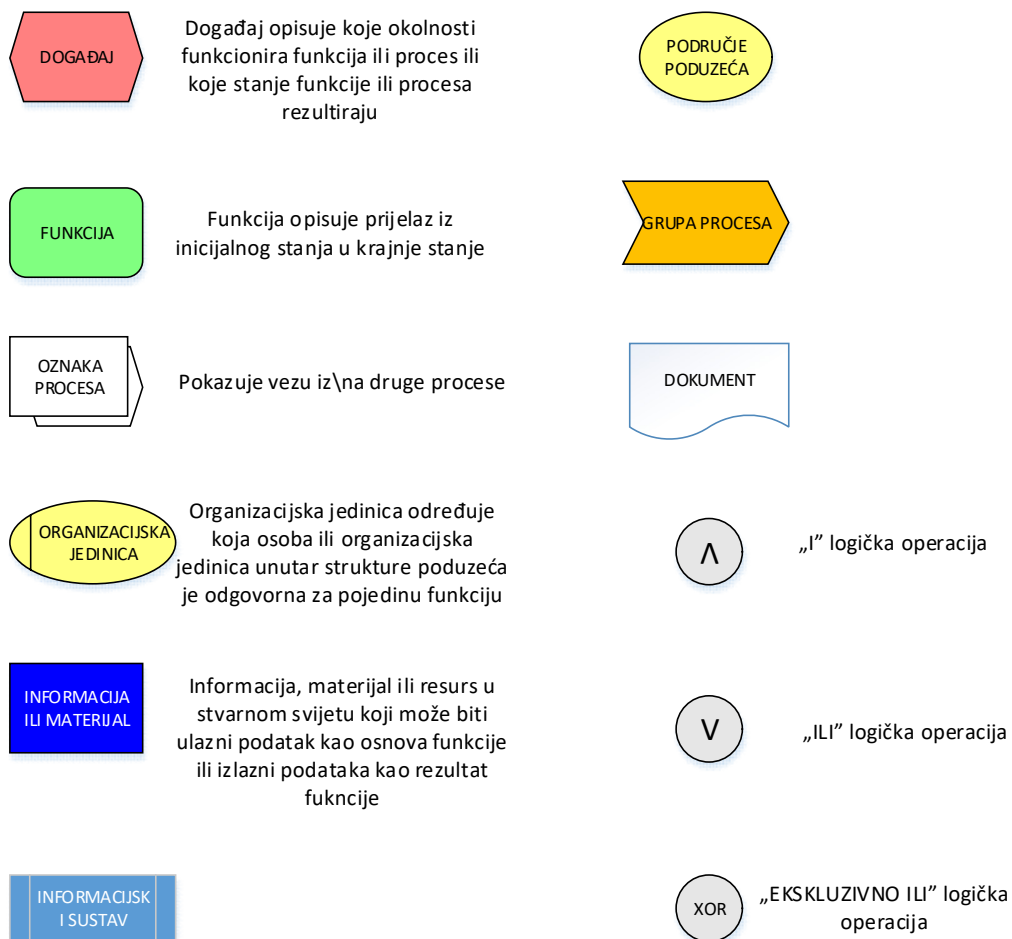 DOGAĐAJ
Događaj opisuje koje okolnosti
funkcionira funkcija ili proces ili
koje stanje funkcije ili procesa
rezultiraju
PODRUČJE
PODUZEĆA
FUNKCIJA
Funkcija opisuje prijelaz iz
inicijalnog stanja u krajnje stanje
GRUPA PROCESA
OZNAKA
PROCESA
Pokazuje vezu iz\na druge procese
DOKUMENT
ORGANIZACIJSKA
JEDINICA
Organizacijska jedinica određuje
koja osoba ili organizacijska
jedinica unutar strukture poduzeća
je odgovorna za pojedinu funkciju
Λ
„I” logička operacija
INFORMACIJA
ILI MATERIJAL
Informacija, materijal ili resurs u
stvarnom svijetu koji može biti
ulazni podatak kao osnova funkcije
ili izlazni podataka kao rezultat
fukncije
V
„ILI” logička operacija
INFORMACIJSK
I SUSTAV
XOR
„EKSKLUZIVNO ILI” logička
operacija